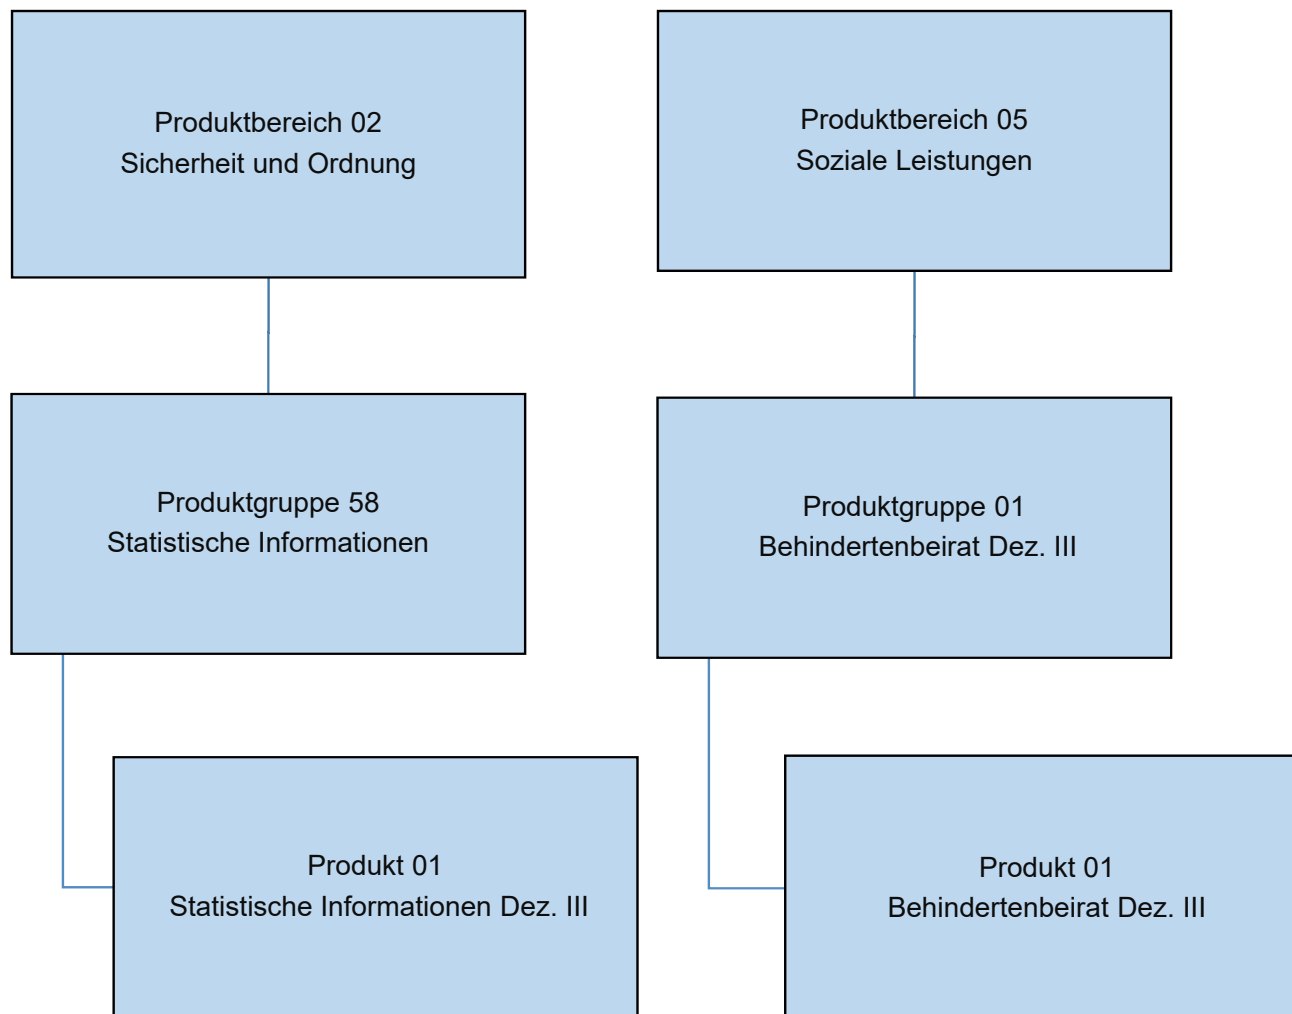 Produktbereich 02
Sicherheit und Ordnung
Produktbereich 05
Soziale Leistungen
Produktgruppe 58
Statistische Informationen
Produktgruppe 01
Behindertenbeirat Dez. III
Produkt 01
Statistische Informationen Dez. III
Produkt 01
Behindertenbeirat Dez. III